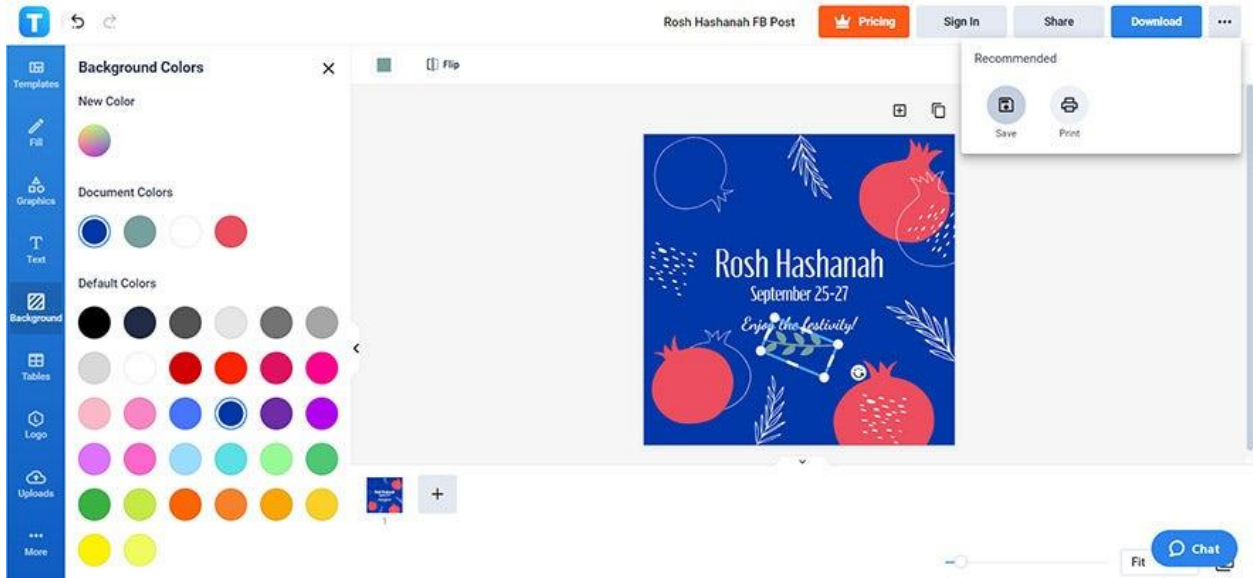 T
Rosh Hashanah FB Post
Pricing
Sign In
Share
Download
Templates
Fill
Graphics
T
Text
Background
Tables
L
Logo
Uploads
More
Background Colors
New Color
Document Colors
Default Colors
Flip
Recommended
Save
Print
Rosh Hashanah
September 25-27
Enjoy the festivity!
1
Fit
Chat